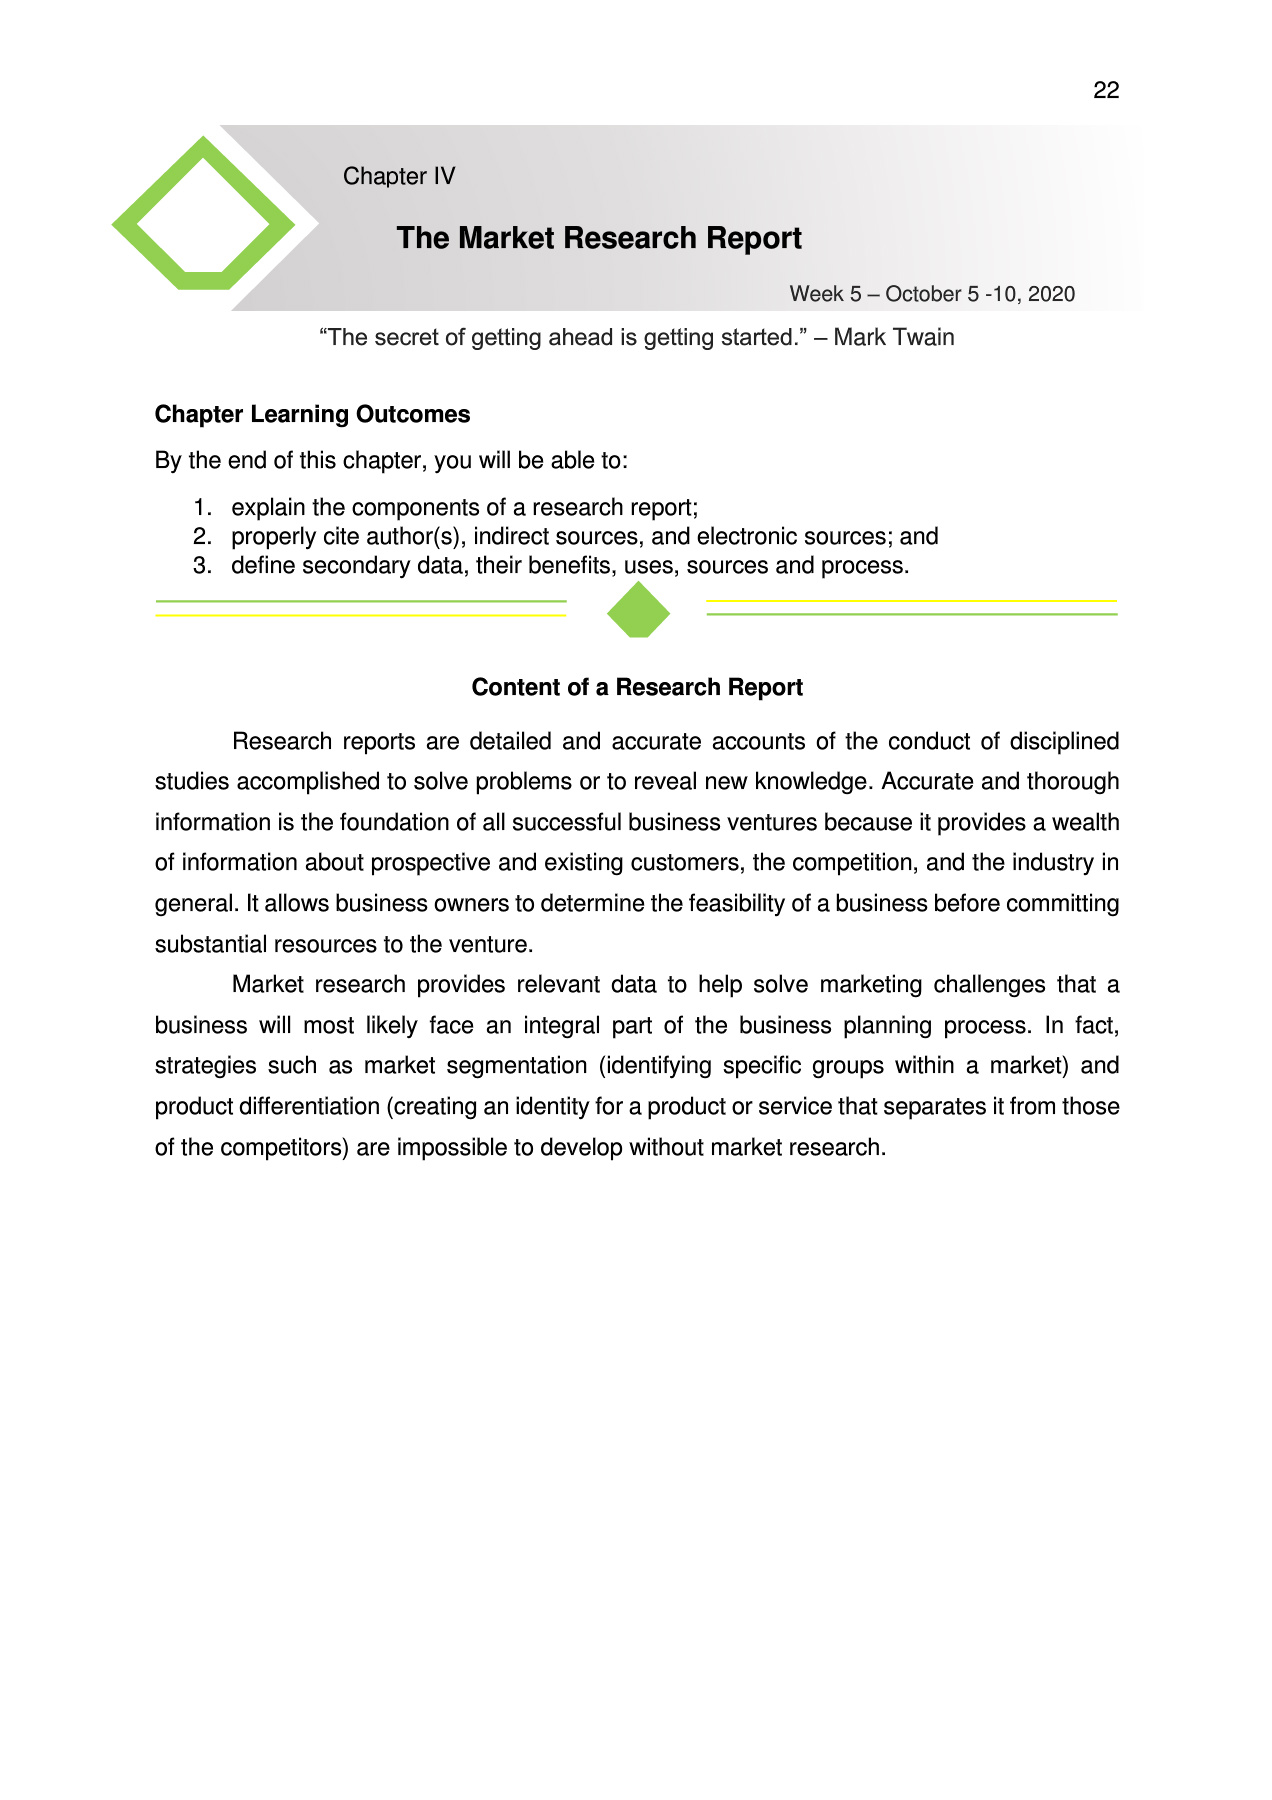 22
Chapter IV
The Market Research Report
Week 5 – October 5 -10, 2020
“The secret of getting ahead is getting started.” – Mark Twain
Chapter Learning Outcomes
By the end of this chapter, you will be able to:
1. explain the components of a research report;
2. properly cite author(s), indirect sources, and electronic sources; and
3. define secondary data, their benefits, uses, sources and process.
Content of a Research Report
Research reports are detailed and accurate accounts of the conduct of disciplined
studies accomplished to solve problems or to reveal new knowledge. Accurate and thorough
information is the foundation of all successful business ventures because it provides a wealth
of information about prospective and existing customers, the competition, and the industry in
general. It allows business owners to determine the feasibility of a business before committing
substantial resources to the venture.
Market research provides relevant data to help solve marketing challenges that a
business will most likely face an integral part of the business planning process. In fact,
strategies such as market segmentation (identifying specific groups within a market) and
product differentiation (creating an identity for a product or service that separates it from those
of the competitors) are impossible to develop without market research.